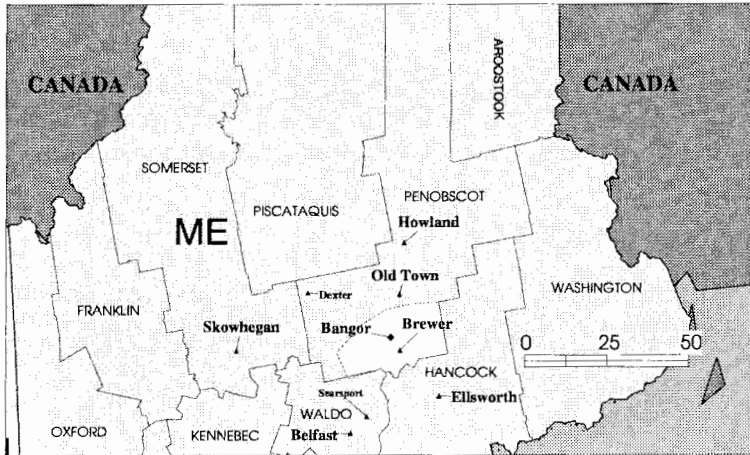 AROOSTOOK
CANADA
CANADA
SOMERSET
PISCATAQUIS
PENOBSCOT
ME
Howland
Old Town
Dexter
WASHINGTON
FRANKLIN
Skowhegan
Bangor
Brewer
0 25 50
HANCOCK
Searsport
Ellsworth
WALDO
OXFORD
KENNEBEC
Belfast